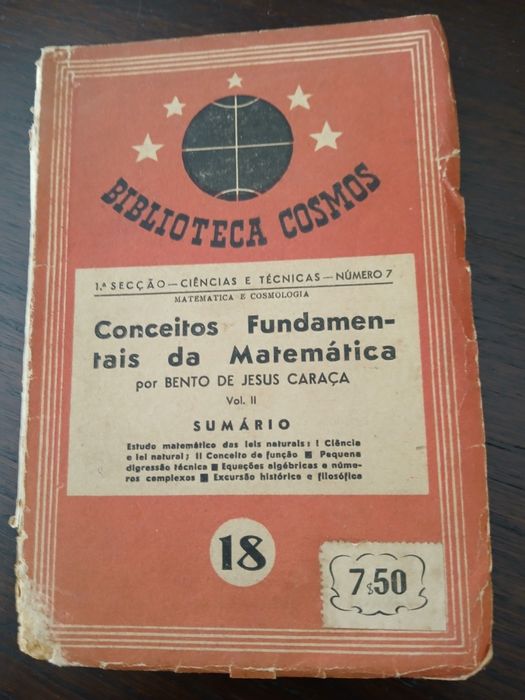 BIBLIOTECA COSMOS
1.ª SECÇÃO — CIÊNCIAS E TÉCNICAS — NÚMERO 7
MATEMÁTICA E COSMOLOGIA
Conceitos Fundamen-
tais da Matemática
por BENTO DE JESUS CARAÇA
Vol. II
SUMÁRIO
Estudo matemático das leis naturais: I Ciência
e lei natural; II Conceito de função ■ Pequena
digressão técnica ■ Equações algébricas e núme-
ros complexos ■ Excursão histórica e filosófica
18
7$50